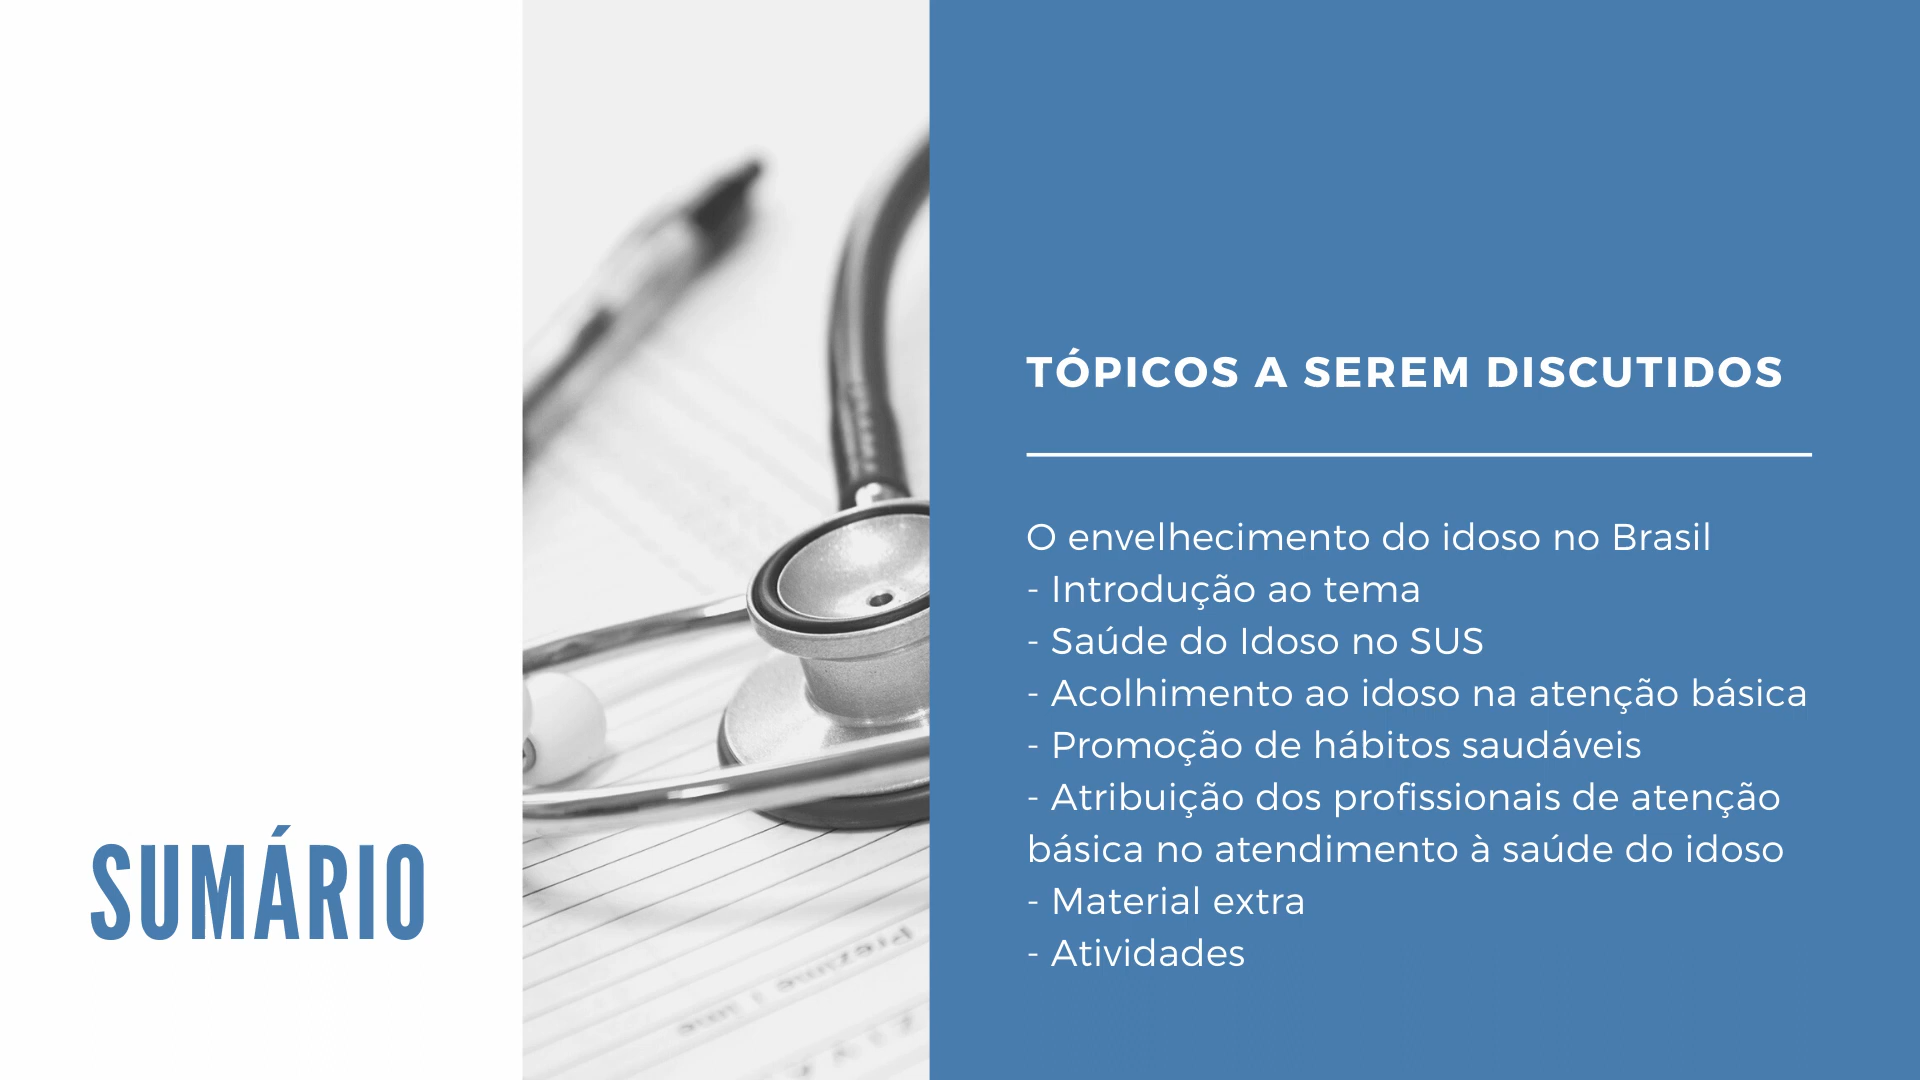 SUMÁRIO
TÓPICOS A SEREM DISCUTIDOS
O envelhecimento do idoso no Brasil
- Introdução ao tema
- Saúde do Idoso no SUS
- Acolhimento ao idoso na atenção básica
- Promoção de hábitos saudáveis
- Atribuição dos profissionais de atenção
básica no atendimento à saúde do idoso
- Material extra
- Atividades